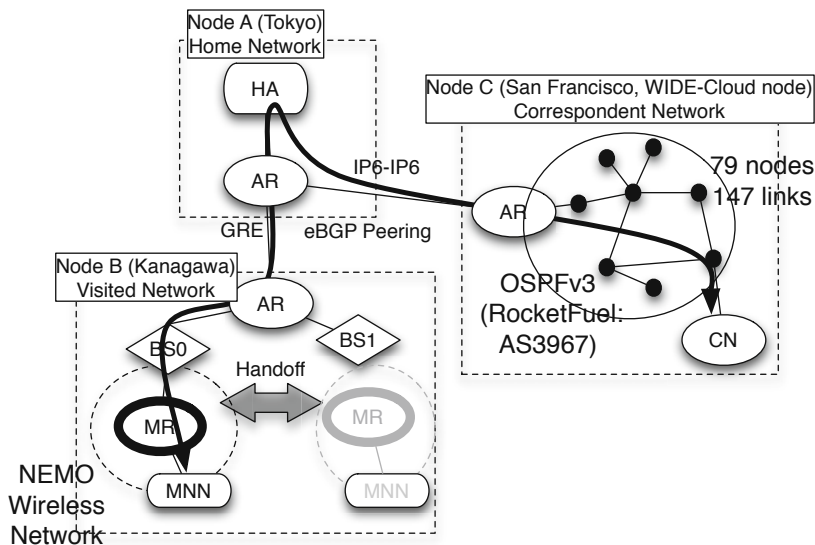 Node A (Tokyo)
Home Network
HA
AR
IP6-IP6
GRE
eBGP Peering
Node C (San Francisco, WIDE-Cloud node)
Correspondent Network
79 nodes
147 links
AR
OSPFv3
(RocketFuel:
AS3967)
CN
Node B (Kanagawa)
Visited Network
AR
BS0
BS1
Handoff
MR
MR
MNN
MNN
NEMO
Wireless
Network